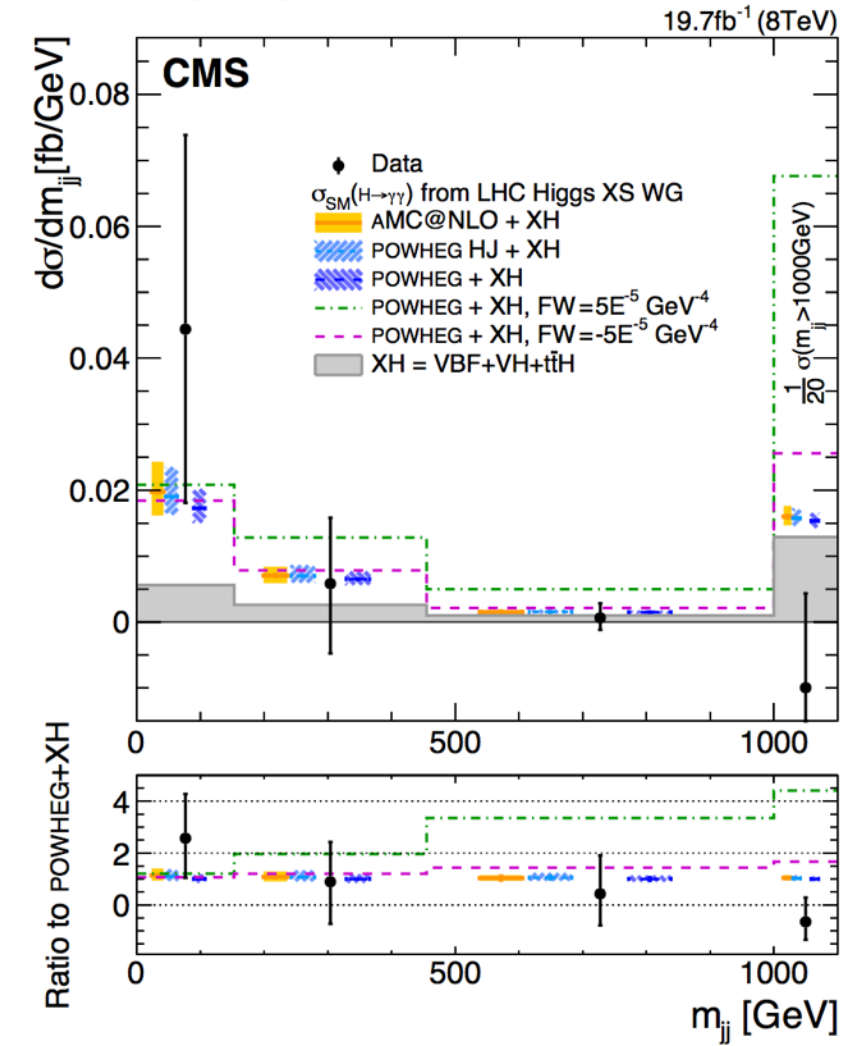 19.7fb⁻¹ (8TeV)
CMS
dσ/dm_jj [fb/GeV]
0.08
0.06
0.04
0.02
0
Data
σ_SM(H→γγ) from LHC Higgs XS WG
AMC@NLO + XH
POWHEG HJ + XH
POWHEG + XH
POWHEG + XH, FW=5E⁻⁵ GeV⁻⁴
POWHEG + XH, FW=-5E⁻⁵ GeV⁻⁴
XH = VBF+VH+tt̄H
1/20 σ(m_jj>1000GeV)
0 500 1000
Ratio to POWHEG+XH
4
2
0
0 500 1000
m_jj [GeV]